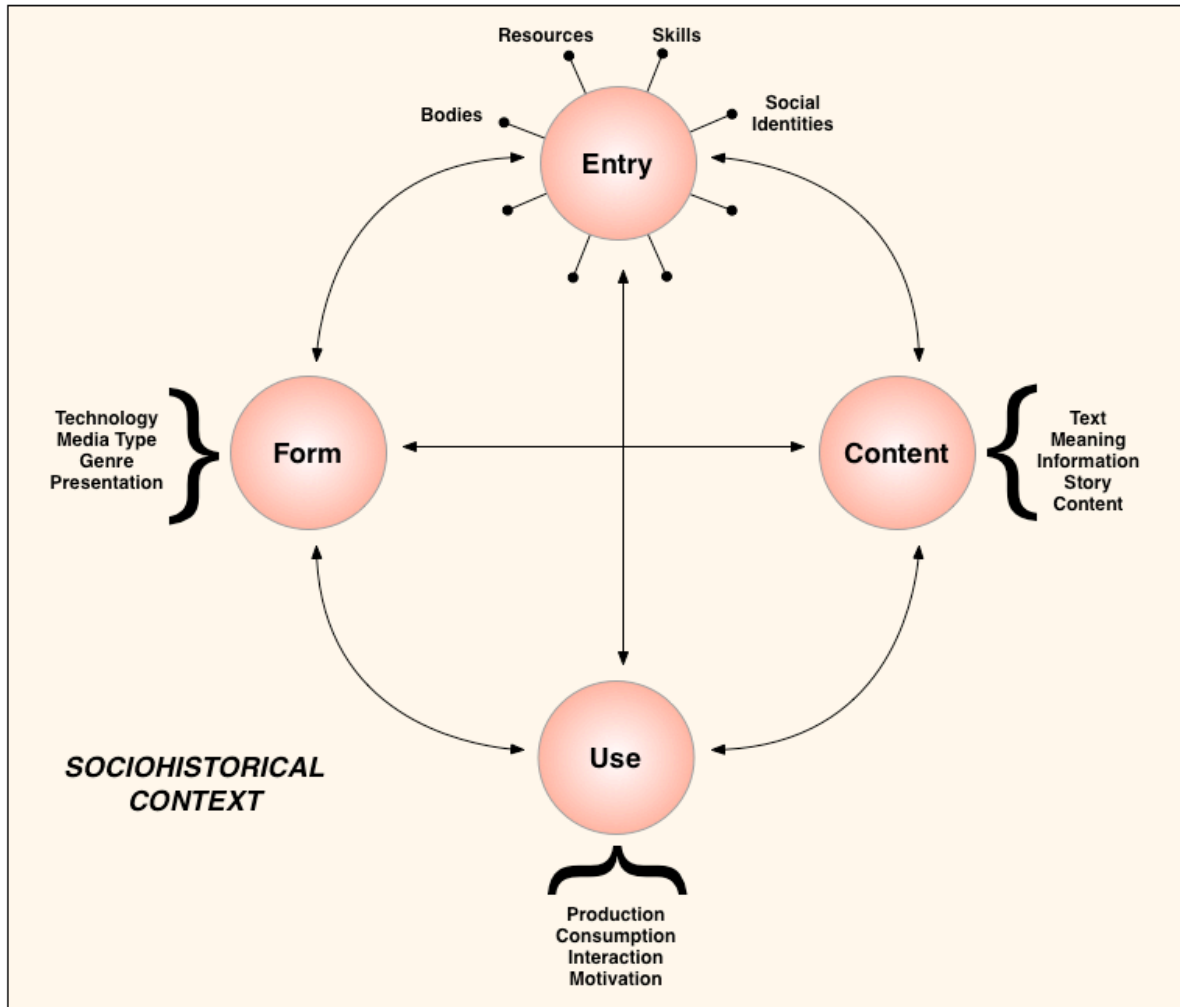 Resources
Skills
Bodies
Social
Identities
Entry
Technology
Media Type
Genre
Presentation
Form
Content
Text
Meaning
Information
Story
Content
Use
SOCIOHISTORICAL
CONTEXT
Production
Consumption
Interaction
Motivation